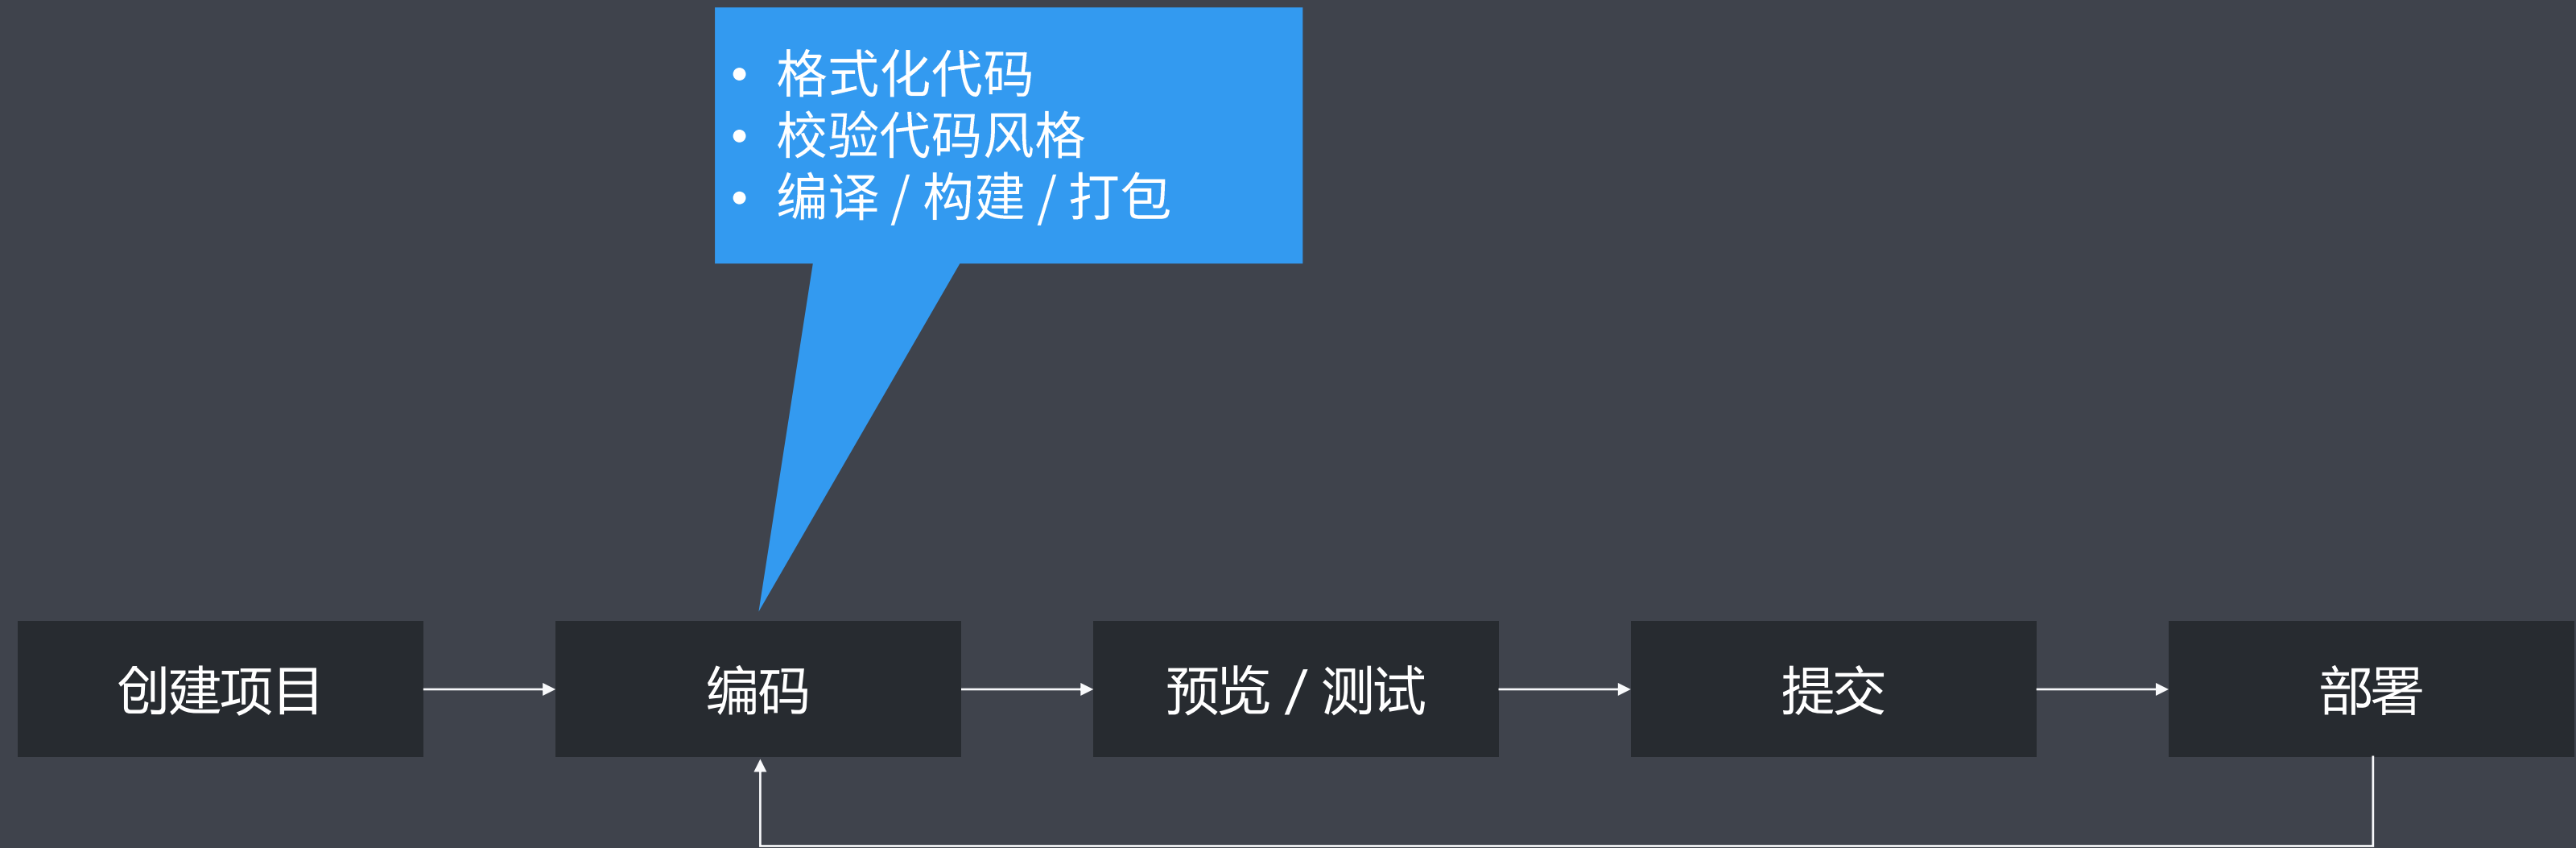 • 格式化代码
• 校验代码风格
• 编译 / 构建 / 打包
创建项目
编码
预览 / 测试
提交
部署